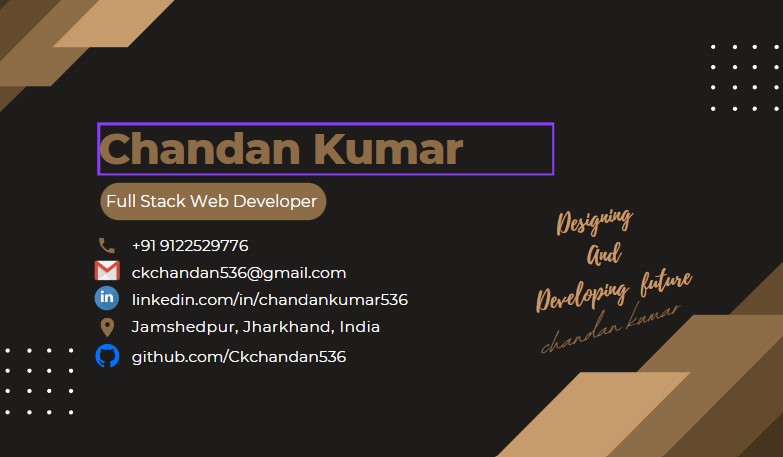 Chandan Kumar
Full Stack Web Developer
+91 9122529776
ckchandan536@gmail.com
in linkedin.com/in/chandankumar536
Jamshedpur, Jharkhand, India
github.com/Ckchandan536
Designing
And
Developing future
chandan kumar